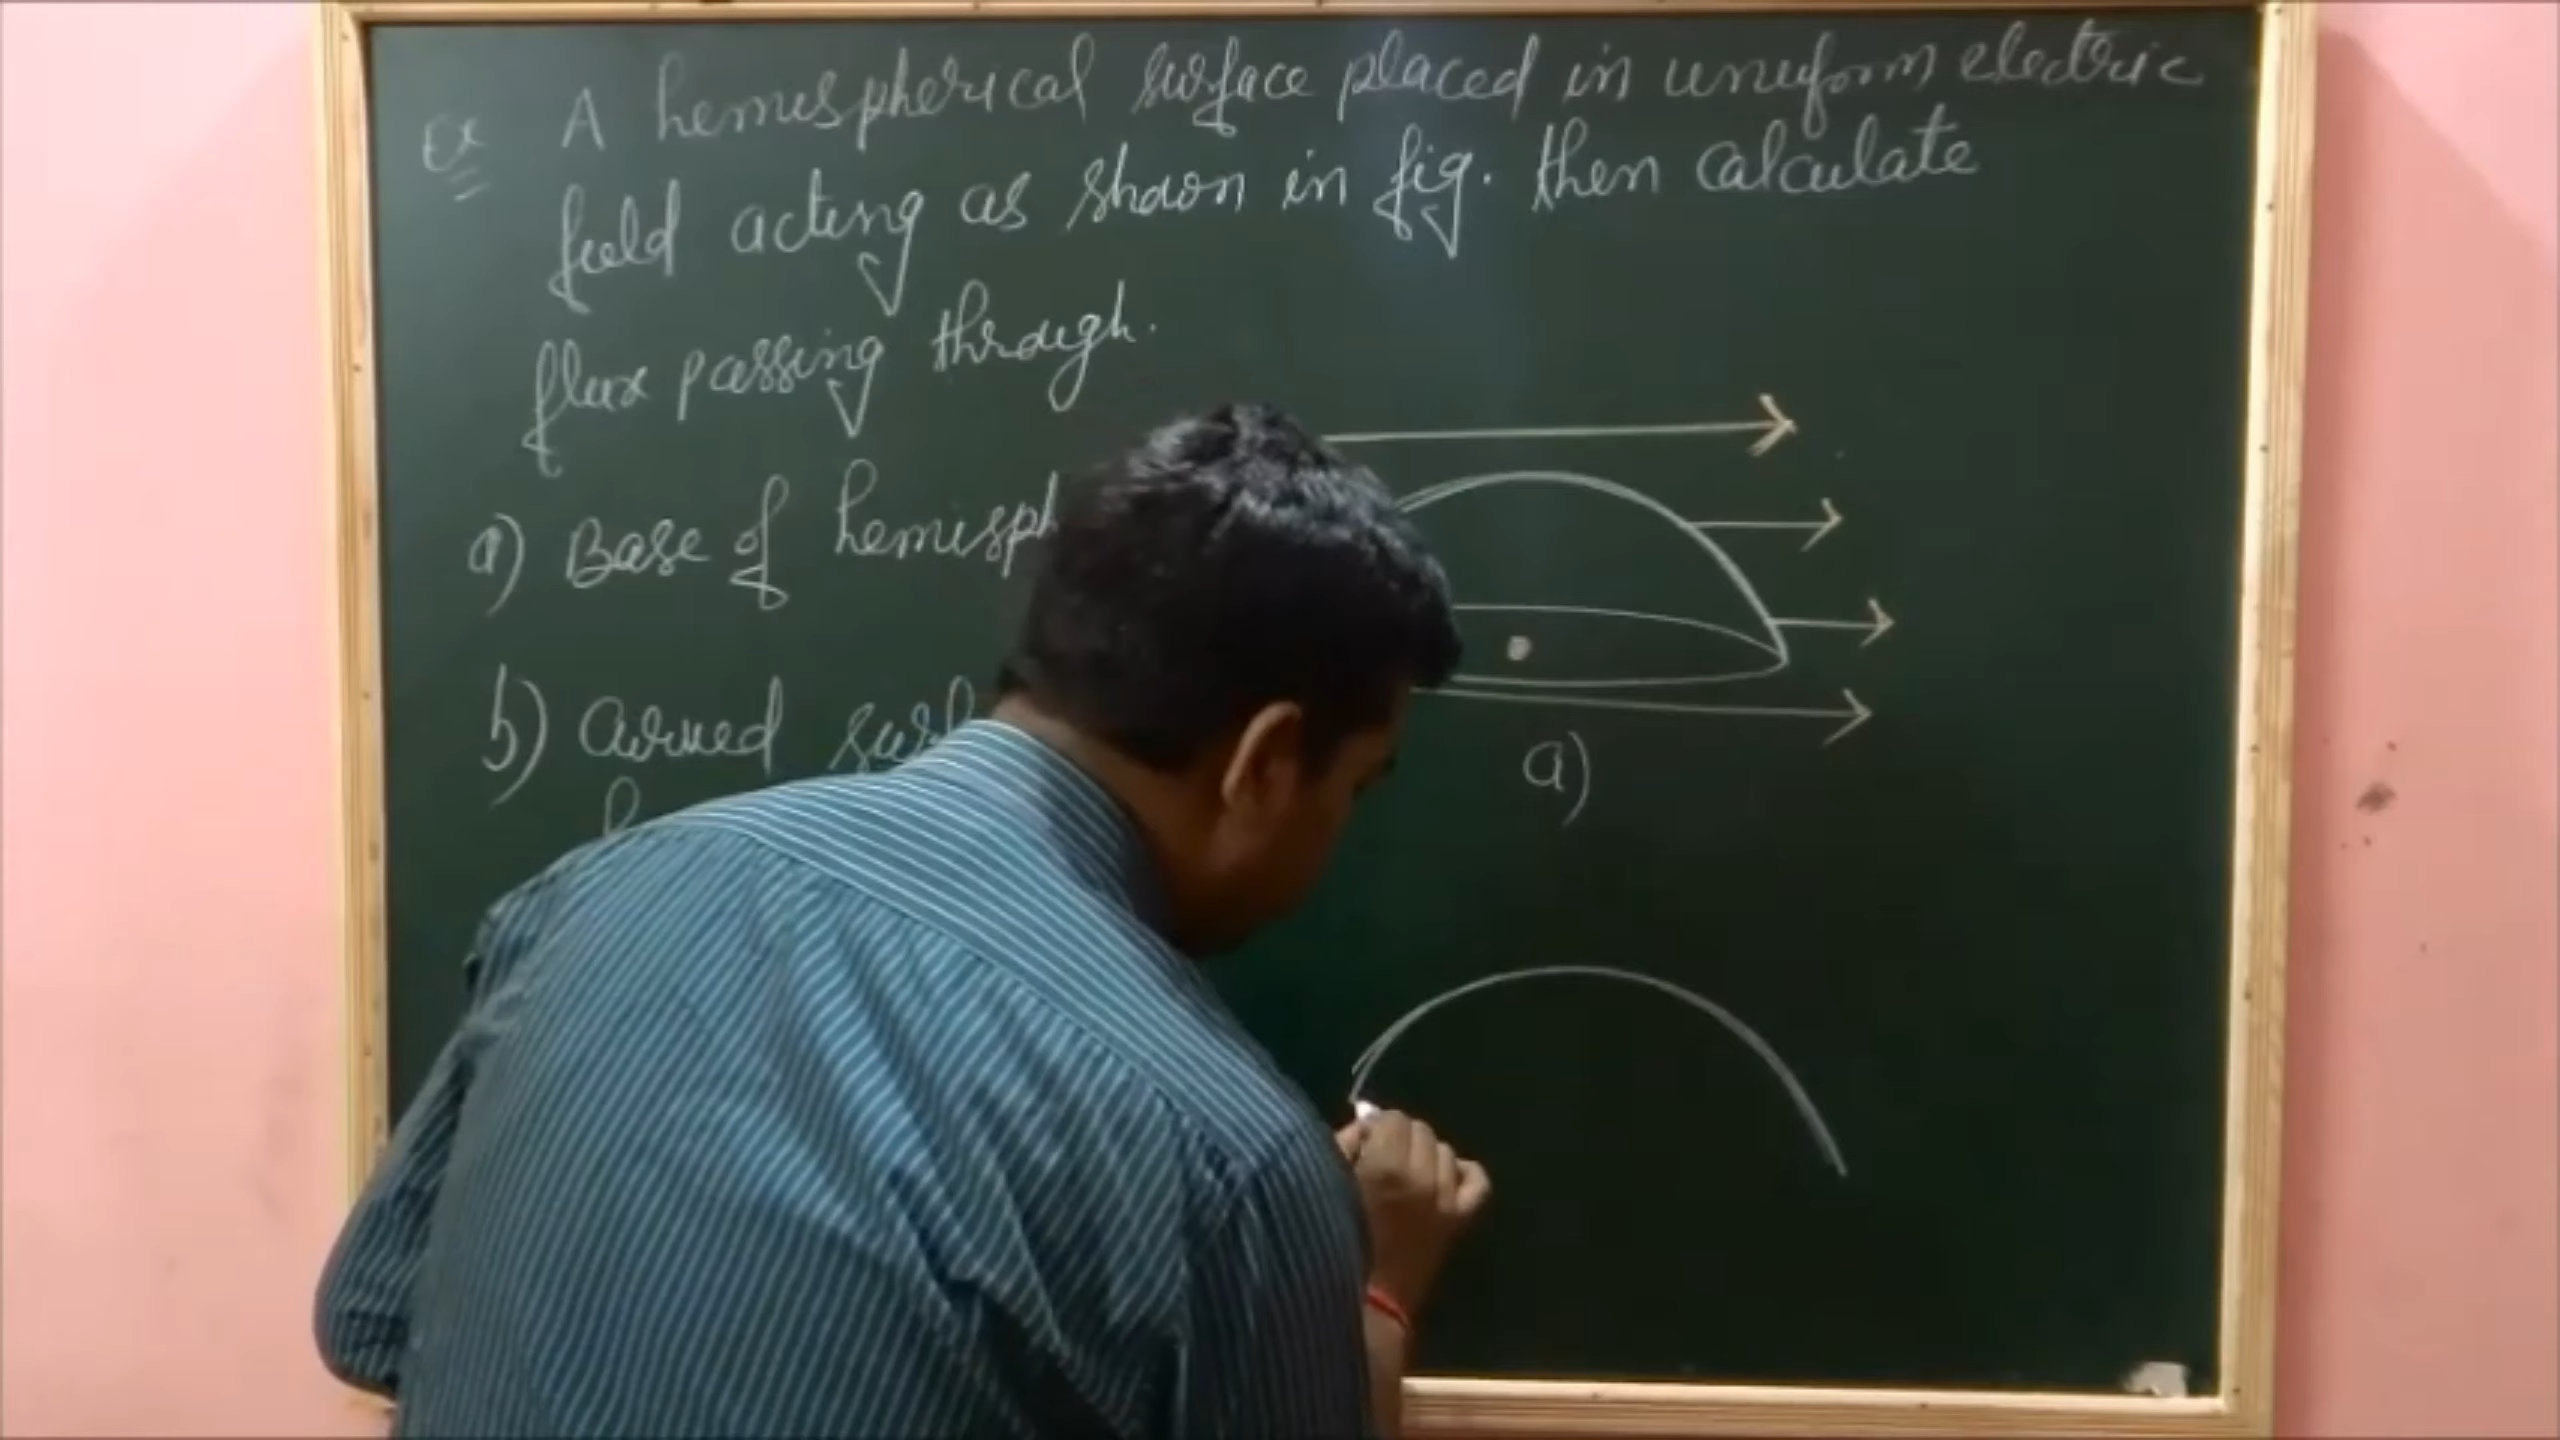 Ex A hemispherical surface placed in uniform electric
field acting as shown in fig. then calculate
flux passing through.
a) Base of hemisph
b) curved surf
a)